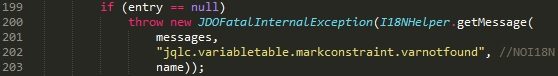 199 if (entry == null)
200 throw new JDOFatalInternalException(I18NHelper.getMessage(
201 messages,
202 "jqlc.variabletable.markconstraint.varnotfound", //NOI18N
203 name));